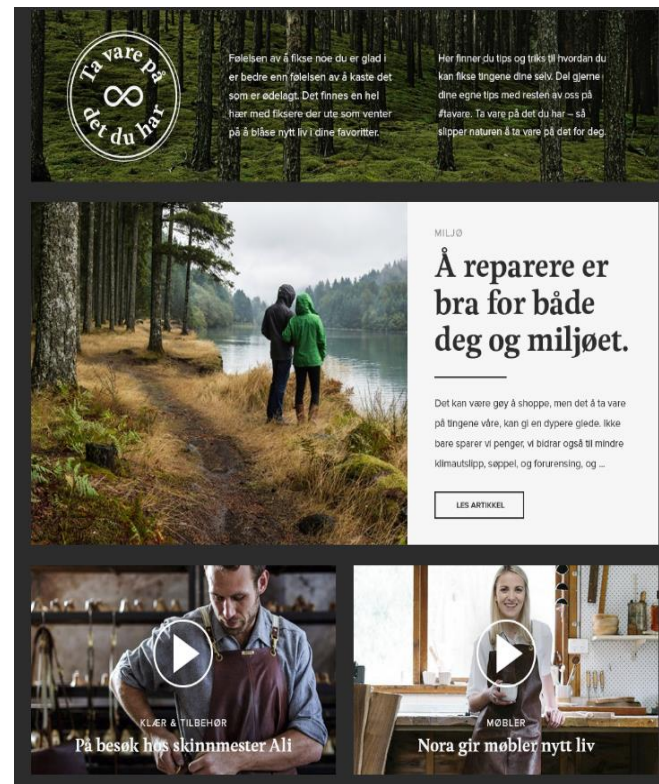 Ta vare på
det du har
Følelsen av å fikse noe du er glad i
er bedre enn følelsen av å kaste det
som er ødelagt. Det finnes en hel
hær med fiksere der ute som venter
på å blåse nytt liv i dine favoritter.
Her finner du tips og triks til hvordan du
kan fikse tingene dine selv. Del gjerne
dine egne tips med resten av oss på
#tavare. Ta vare på det du har – så
slipper naturen å ta vare på det for deg.
MILJØ
Å reparere er
bra for både
deg og miljøet.
Det kan være gøy å shoppe, men det å ta vare
på tingene våre, kan gi en dypere glede. Ikke
bare sparer vi penger, vi bidrar også til mindre
klimautslipp, søppel, og forurensing, og ...
LES ARTIKKEL
KLÆR & TILBEHØR
På besøk hos skinnmester Ali
MØBLER
Nora gir møbler nytt liv